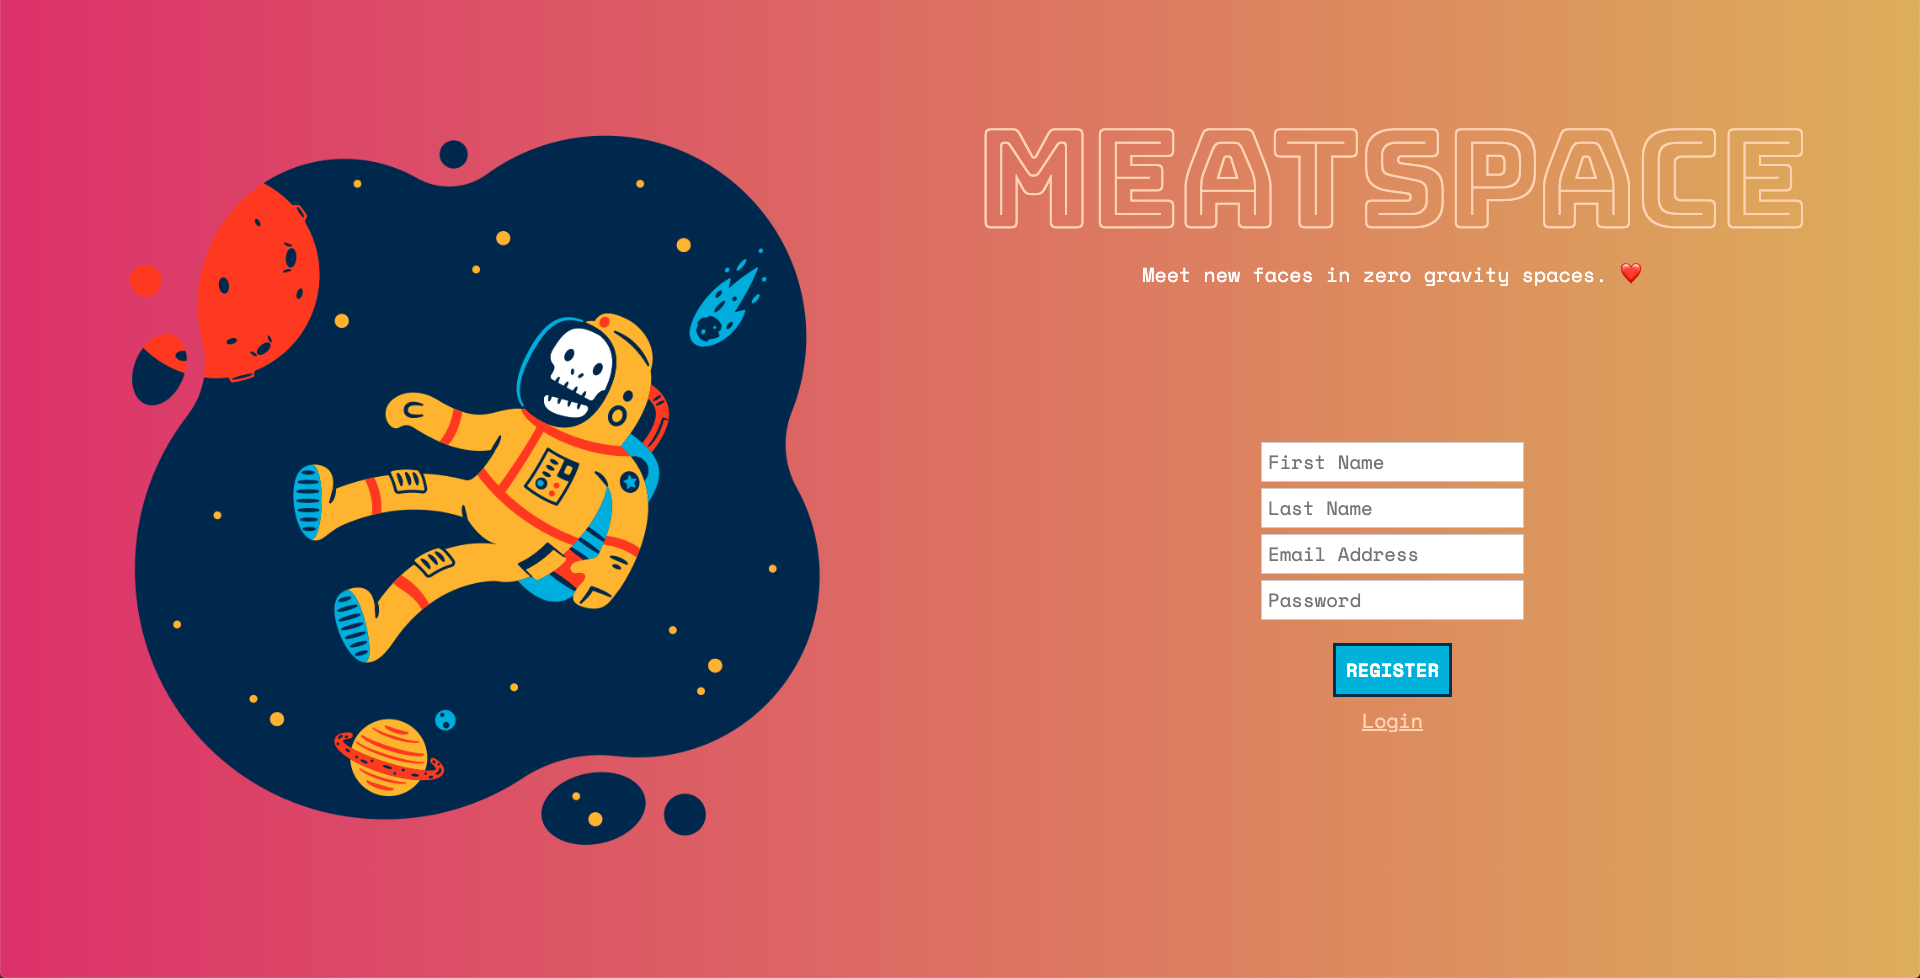 MEATSPACE
Meet new faces in zero gravity spaces. ❤️
First Name
Last Name
Email Address
Password
REGISTER
Login